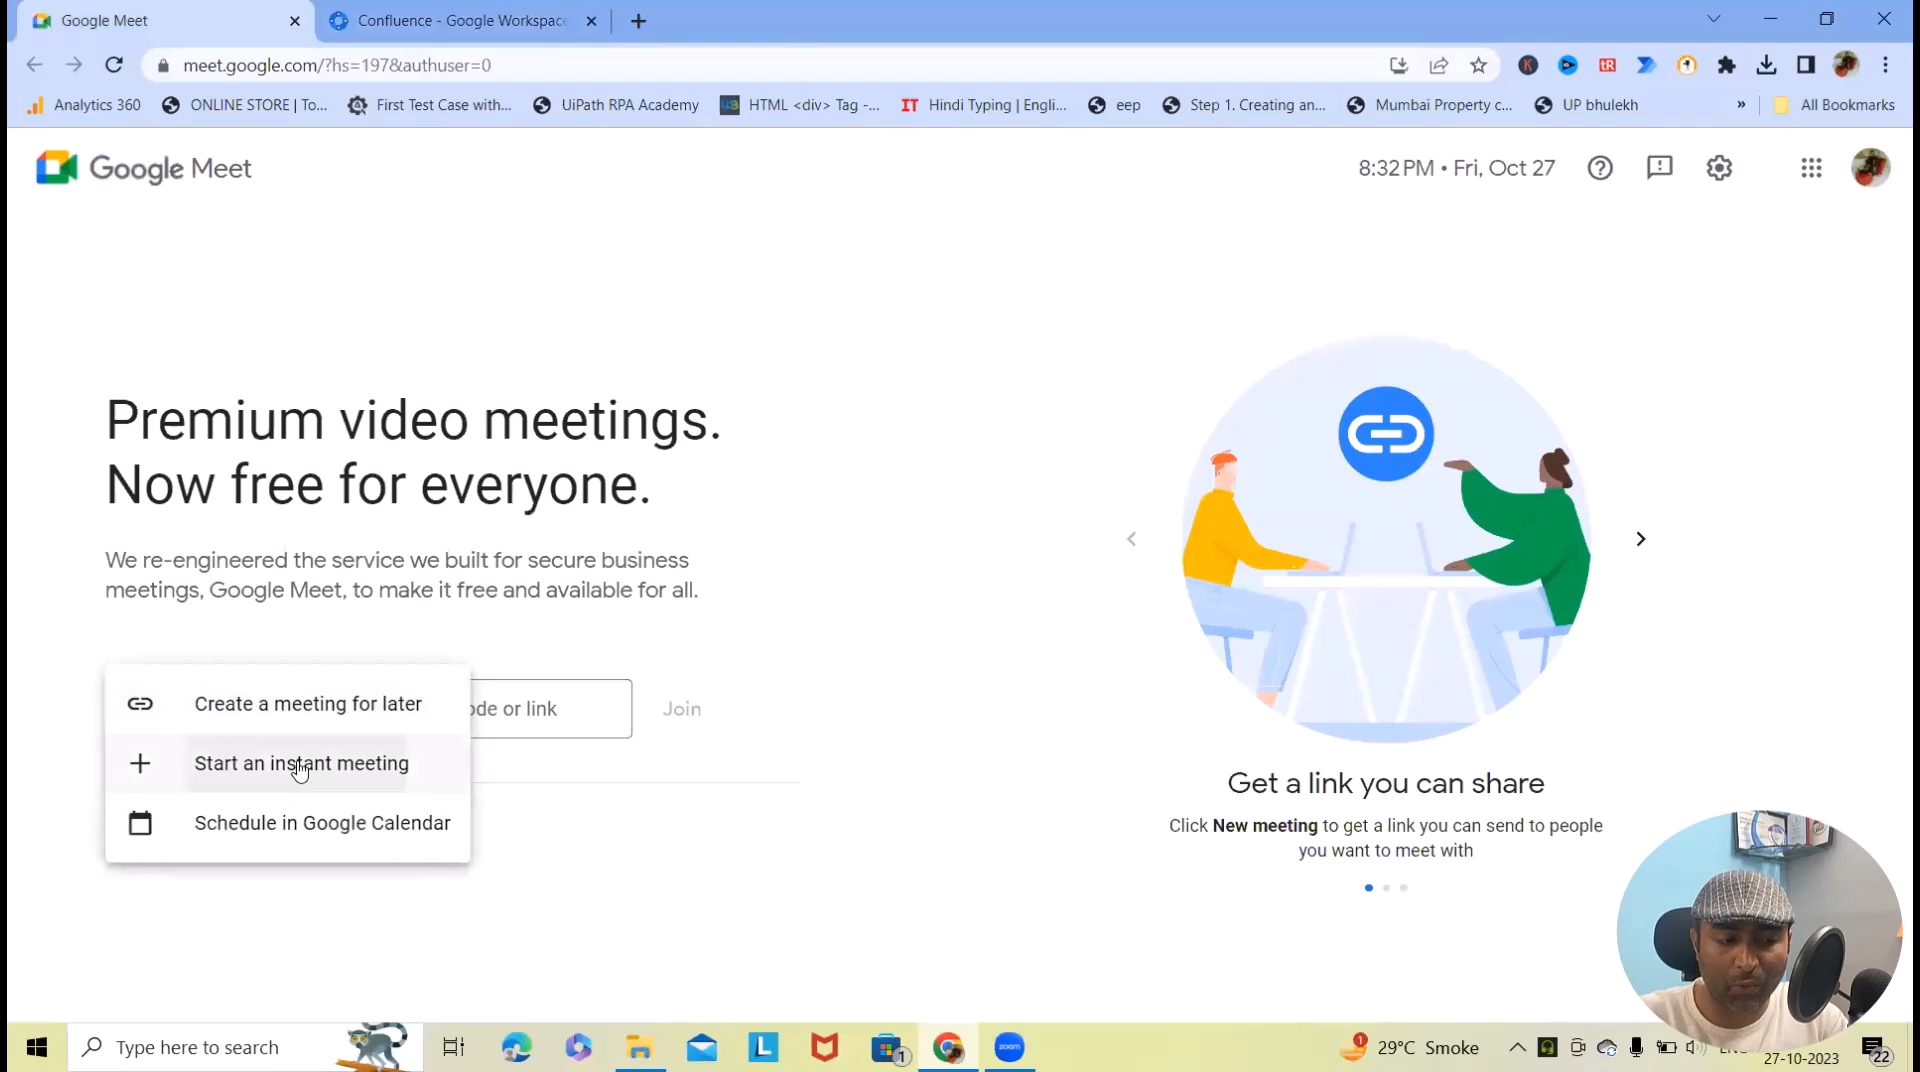 Google Meet
Confluence - Google Workspace
meet.google.com/?hs=197&authuser=0
Analytics 360
ONLINE STORE | To...
First Test Case with...
UiPath RPA Academy
HTML <div> Tag -...
IT Hindi Typing | Engli...
eep
Step 1. Creating an...
Mumbai Property c...
UP bhulekh
»
All Bookmarks
Google Meet
8:32 PM • Fri, Oct 27
Premium video meetings.
Now free for everyone.
We re-engineered the service we built for secure business
meetings, Google Meet, to make it free and available for all.
Create a meeting for later
ode or link
Join
Start an instant meeting
Schedule in Google Calendar
Get a link you can share
Click New meeting to get a link you can send to people
you want to meet with
Type here to search
L
1
zoom
1
29°C Smoke
27-10-2023
22